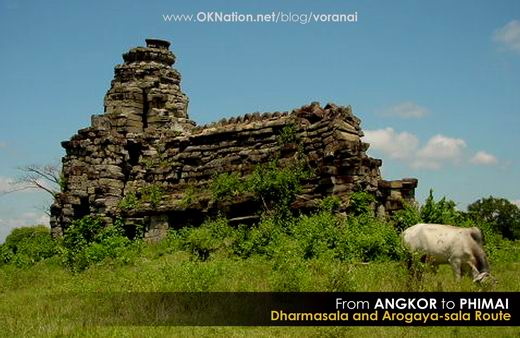 www.OKNation.net/blog/voranai
From ANGKOR to PHIMAI
Dharmasala and Arogaya-sala Route